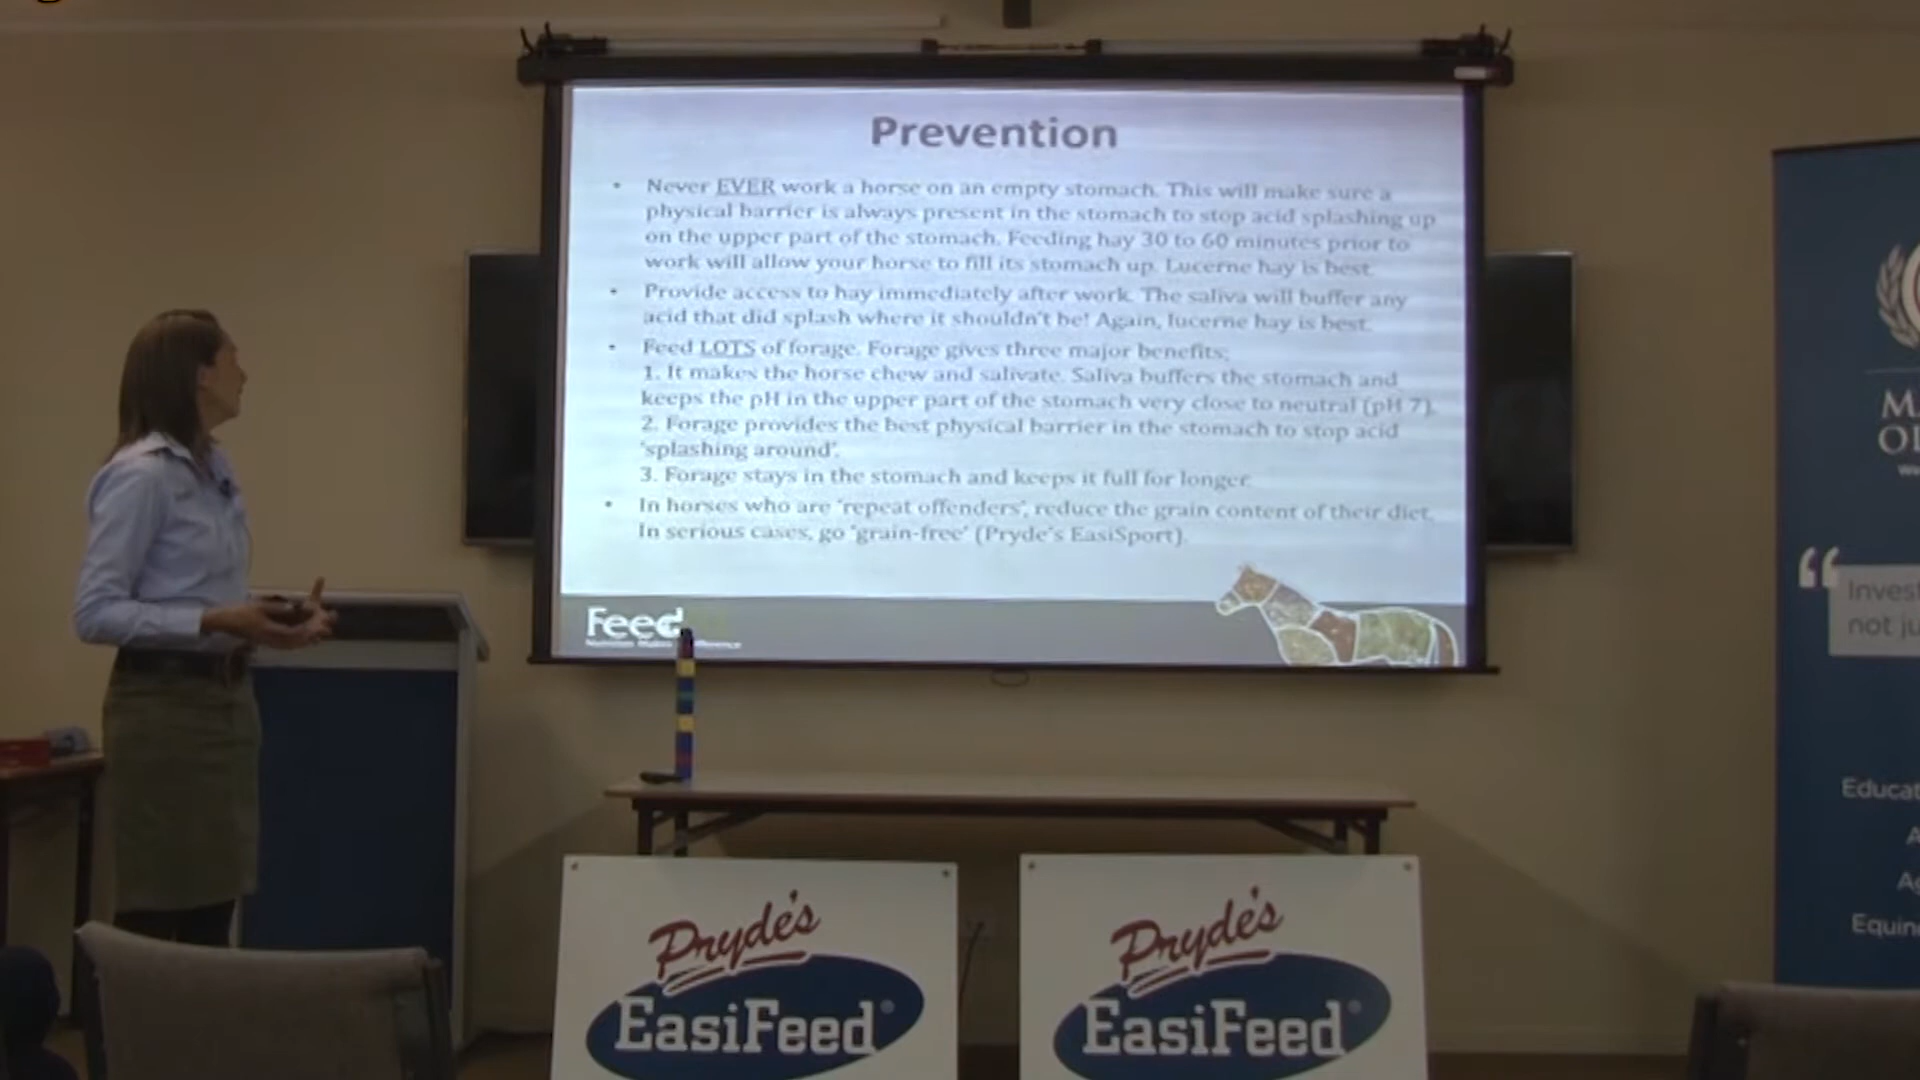 Prevention
• Never EVER work a horse on an empty stomach. This will make sure a
physical barrier is always present in the stomach to stop acid splashing up
on the upper part of the stomach. Feeding hay 30 to 60 minutes prior to
work will allow your horse to fill its stomach up. Lucerne hay is best.
• Provide access to hay immediately after work. The saliva will buffer any
acid that did splash where it shouldn't be! Again, lucerne hay is best.
• Feed LOTS of forage. Forage gives three major benefits;
1. It makes the horse chew and salivate. Saliva buffers the stomach and
keeps the pH in the upper part of the stomach very close to neutral (pH 7).
2. Forage provides the best physical barrier in the stomach to stop acid
'splashing around'.
3. Forage stays in the stomach and keeps it full for longer.
• In horses who are 'repeat offenders', reduce the grain content of their diet.
In serious cases, go 'grain-free' (Pryde's EasiSport).
Feed
Pryde's
EasiFeed®
Pryde's
EasiFeed®
“ Invest
not ju
Educat
Equin